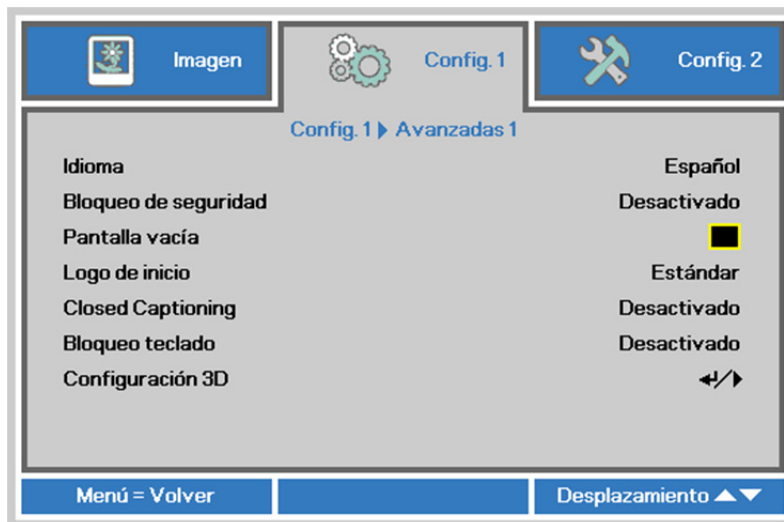 Imagen Config. 1 Config. 2
Config. 1 ▶ Avanzadas 1
Idioma Español
Bloqueo de seguridad Desactivado
Pantalla vacía
Logo de inicio Estándar
Closed Captioning Desactivado
Bloqueo teclado Desactivado
Configuración 3D ↵/▶
Menú = Volver Desplazamiento ▲▼